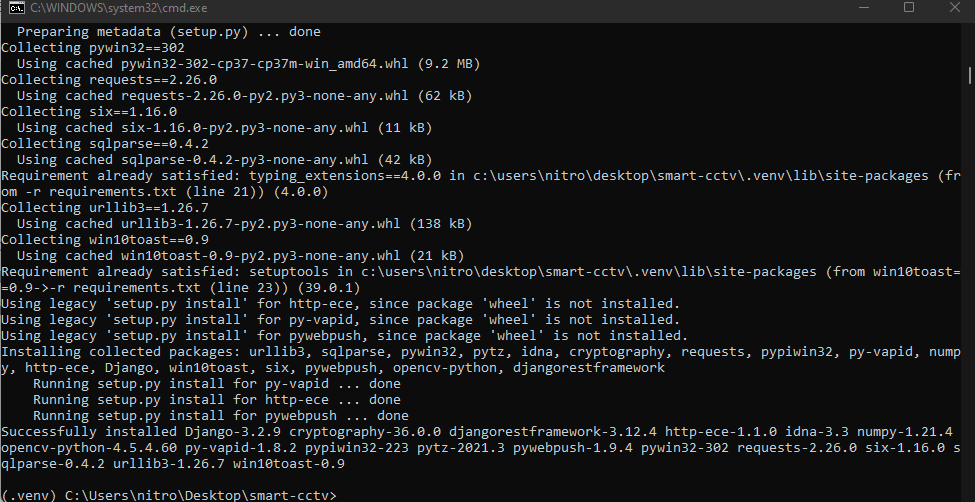 C:\WINDOWS\system32\cmd.exe
  Preparing metadata (setup.py) ... done
Collecting pywin32==302
  Using cached pywin32-302-cp37-cp37m-win_amd64.whl (9.2 MB)
Collecting requests==2.26.0
  Using cached requests-2.26.0-py2.py3-none-any.whl (62 kB)
Collecting six==1.16.0
  Using cached six-1.16.0-py2.py3-none-any.whl (11 kB)
Collecting sqlparse==0.4.2
  Using cached sqlparse-0.4.2-py3-none-any.whl (42 kB)
Requirement already satisfied: typing_extensions==4.0.0 in c:\users\nitro\desktop\smart-cctv\.venv\lib\site-packages (fr
om -r requirements.txt (line 21)) (4.0.0)
Collecting urllib3==1.26.7
  Using cached urllib3-1.26.7-py2.py3-none-any.whl (138 kB)
Collecting win10toast==0.9
  Using cached win10toast-0.9-py2.py3-none-any.whl (21 kB)
Requirement already satisfied: setuptools in c:\users\nitro\desktop\smart-cctv\.venv\lib\site-packages (from win10toast=
=0.9->-r requirements.txt (line 23)) (39.0.1)
Using legacy 'setup.py install' for http-ece, since package 'wheel' is not installed.
Using legacy 'setup.py install' for py-vapid, since package 'wheel' is not installed.
Using legacy 'setup.py install' for pywebpush, since package 'wheel' is not installed.
Installing collected packages: urllib3, sqlparse, pywin32, pytz, idna, cryptography, requests, pypiwin32, py-vapid, nump
y, http-ece, Django, win10toast, six, pywebpush, opencv-python, djangorestframework
    Running setup.py install for py-vapid ... done
    Running setup.py install for http-ece ... done
    Running setup.py install for pywebpush ... done
Successfully installed Django-3.2.9 cryptography-36.0.0 djangorestframework-3.12.4 http-ece-1.1.0 idna-3.3 numpy-1.21.4
opencv-python-4.5.4.60 py-vapid-1.8.2 pypiwin32-223 pytz-2021.3 pywebpush-1.9.4 pywin32-302 requests-2.26.0 six-1.16.0 s
qlparse-0.4.2 urllib3-1.26.7 win10toast-0.9
(.venv) C:\Users\nitro\Desktop\smart-cctv>